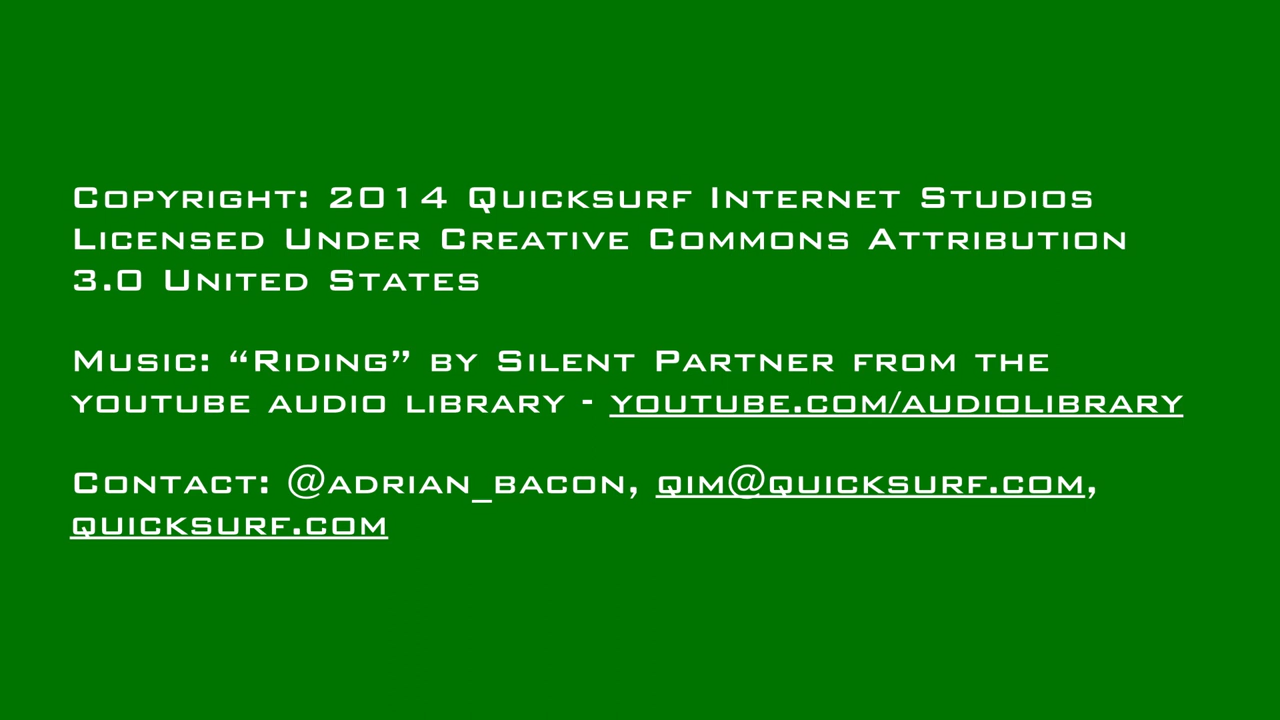 Copyright: 2014 Quicksurf Internet Studios
Licensed Under Creative Commons Attribution
3.0 United States
Music: “Riding” by Silent Partner from the
youtube audio library - youtube.com/audiolibrary
Contact: @adrian_bacon, qim@quicksurf.com,
quicksurf.com